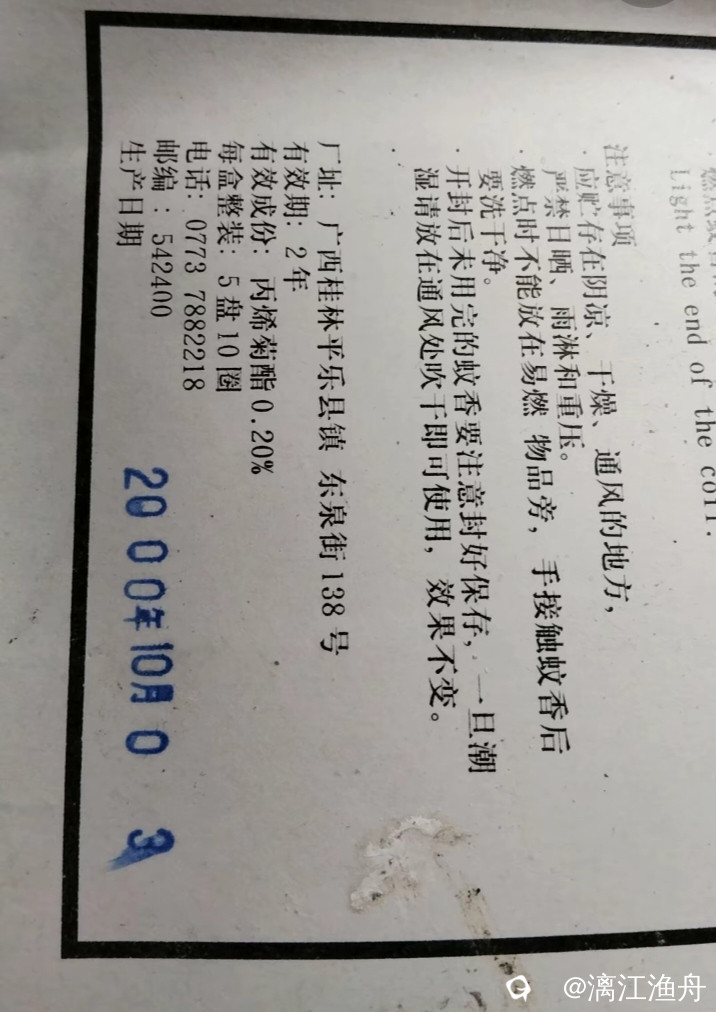 Light the end of the coil.
注意事项
· 应贮存在阴凉、干燥、通风的地方,
严禁日晒、雨淋和重压。
· 燃点时不能放在易燃 物品旁, 手接触蚊香后
要洗干净。
· 开封后未用完的蚊香要注意封好保存, 一旦潮
湿请放在通风处吹干即可使用, 效果不变。
厂址: 广西桂林平乐县镇 东泉街138号
有效期: 2年
有效成份: 丙烯菊酯0.20%
每盒整装: 5盘10圈
电话: 0773 7882218
邮编: 542400
生产日期 2000年10月0 3
@漓江渔舟